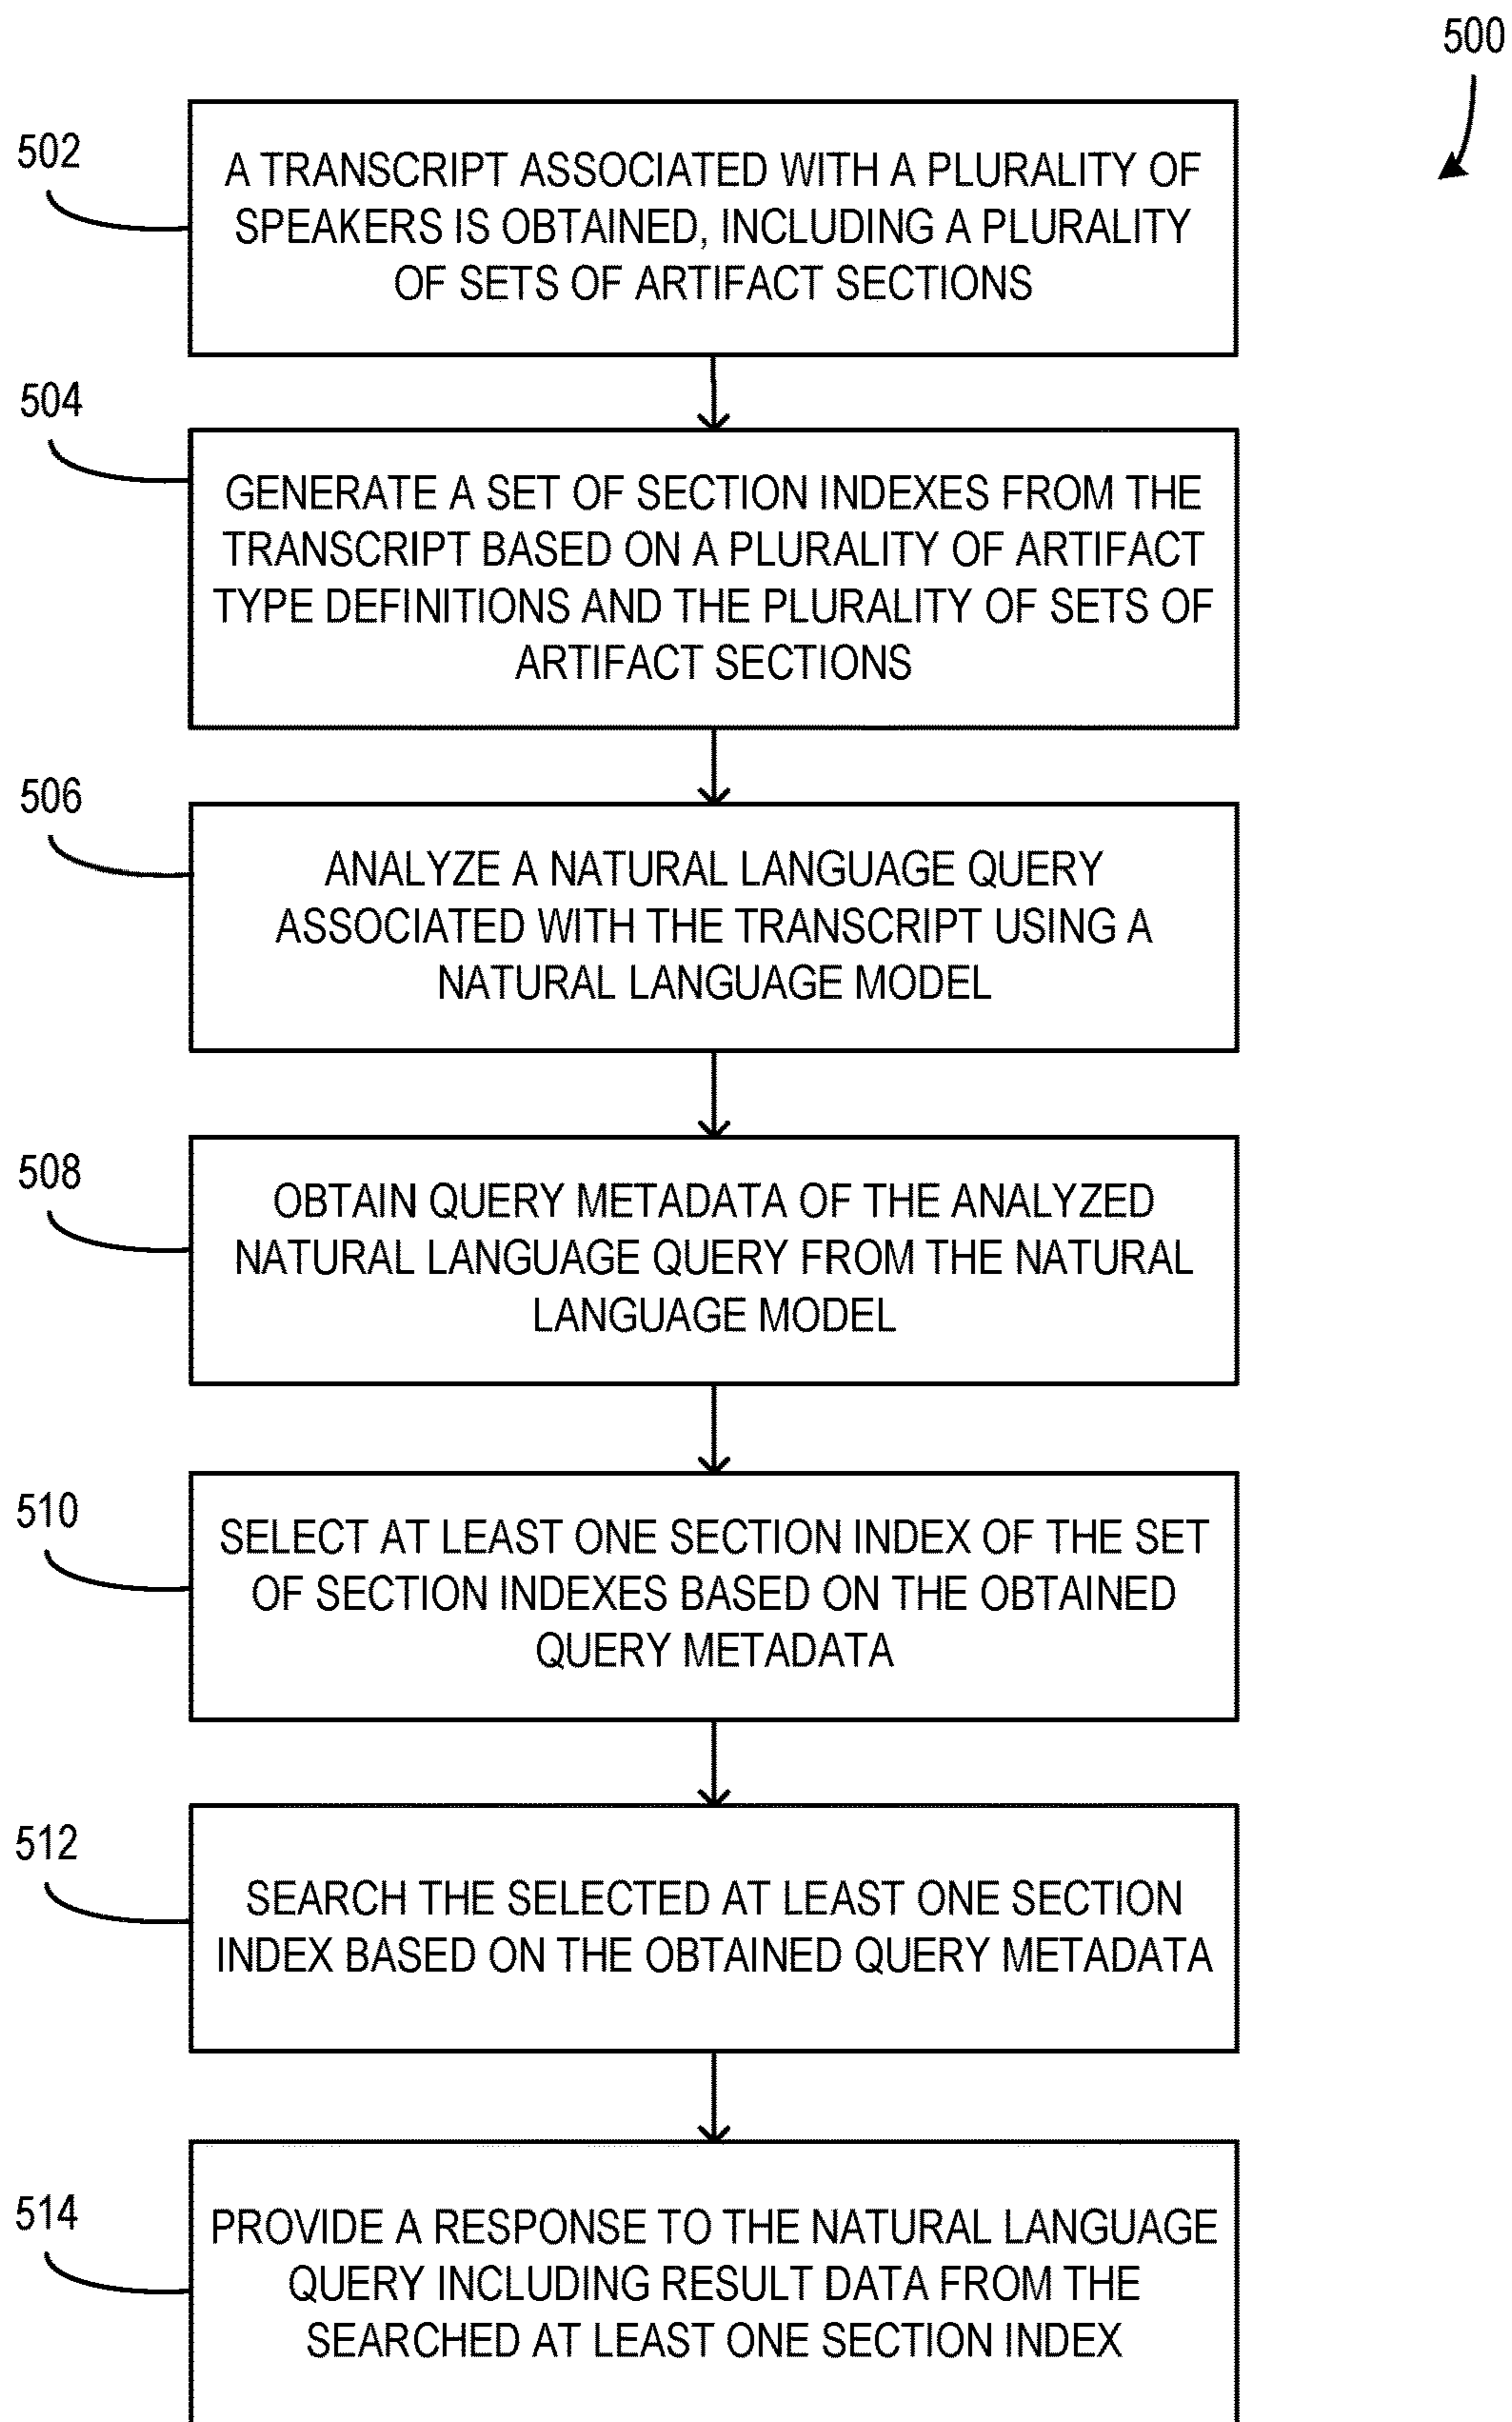 500
502
A TRANSCRIPT ASSOCIATED WITH A PLURALITY OF
SPEAKERS IS OBTAINED, INCLUDING A PLURALITY
OF SETS OF ARTIFACT SECTIONS
504
GENERATE A SET OF SECTION INDEXES FROM THE
TRANSCRIPT BASED ON A PLURALITY OF ARTIFACT
TYPE DEFINITIONS AND THE PLURALITY OF SETS OF
ARTIFACT SECTIONS
506
ANALYZE A NATURAL LANGUAGE QUERY
ASSOCIATED WITH THE TRANSCRIPT USING A
NATURAL LANGUAGE MODEL
508
OBTAIN QUERY METADATA OF THE ANALYZED
NATURAL LANGUAGE QUERY FROM THE NATURAL
LANGUAGE MODEL
510
SELECT AT LEAST ONE SECTION INDEX OF THE SET
OF SECTION INDEXES BASED ON THE OBTAINED
QUERY METADATA
512
SEARCH THE SELECTED AT LEAST ONE SECTION
INDEX BASED ON THE OBTAINED QUERY METADATA
514
PROVIDE A RESPONSE TO THE NATURAL LANGUAGE
QUERY INCLUDING RESULT DATA FROM THE
SEARCHED AT LEAST ONE SECTION INDEX